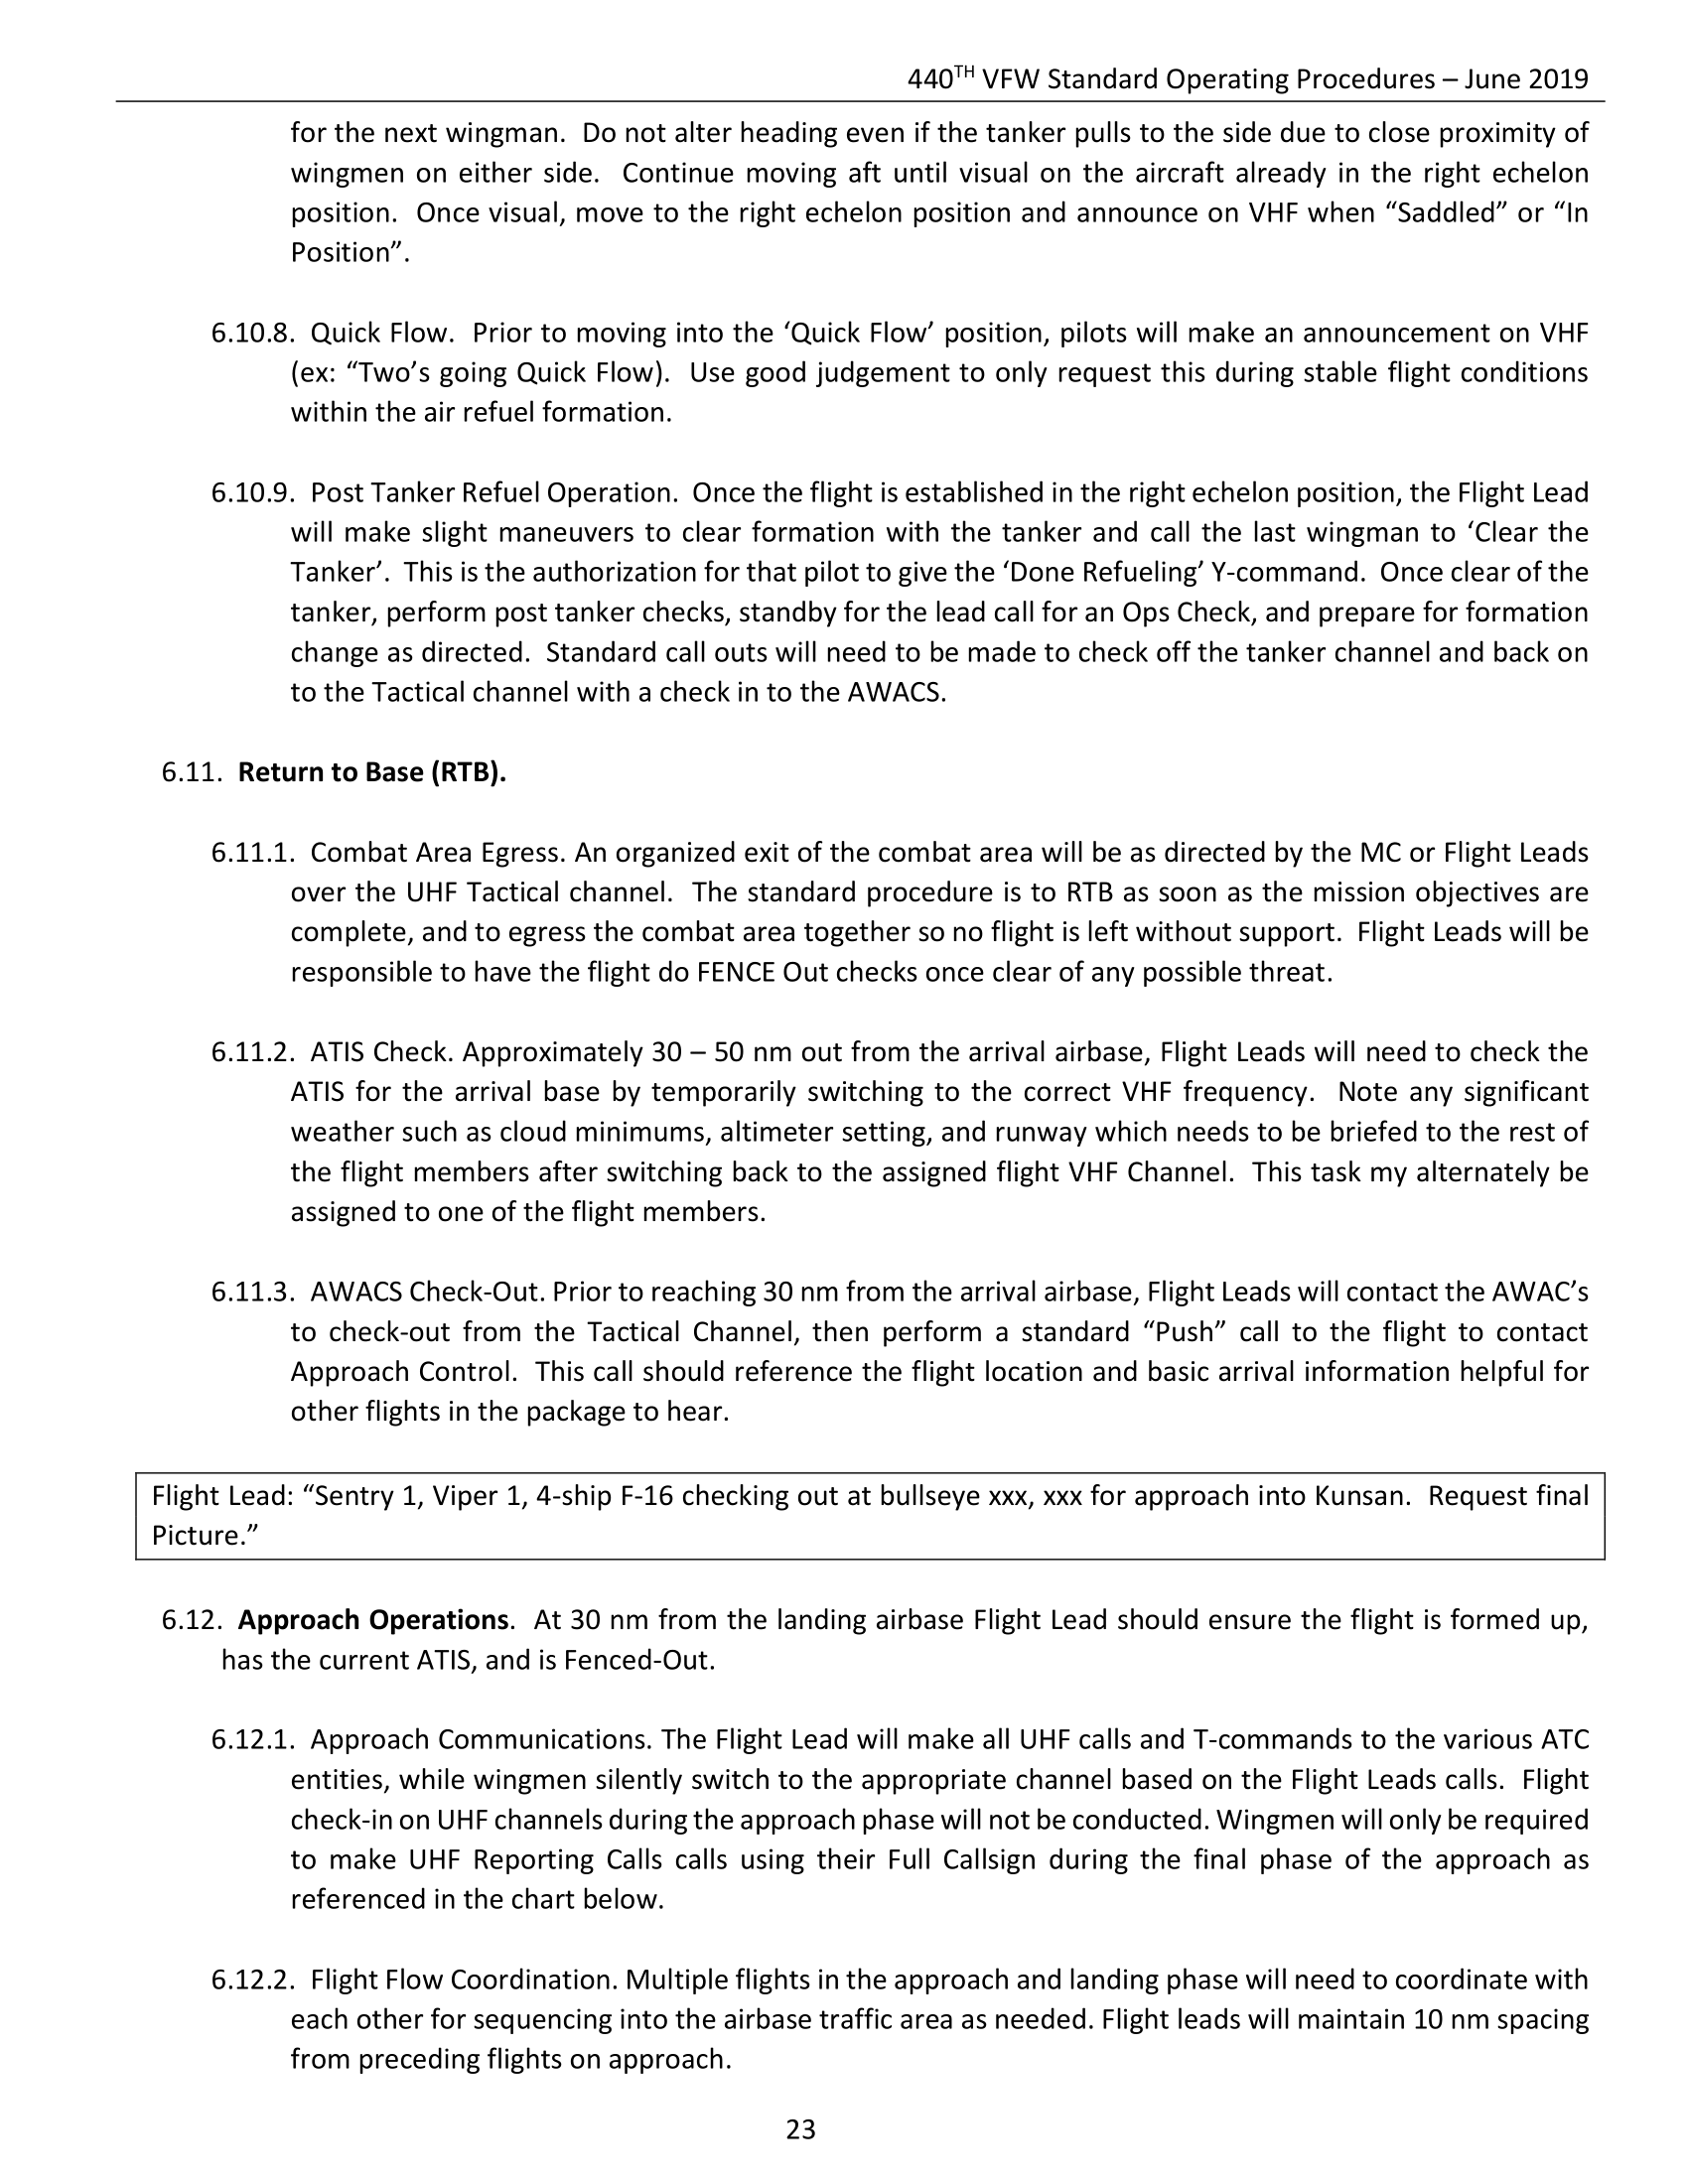 440TH VFW Standard Operating Procedures – June 2019
for the next wingman.  Do not alter heading even if the tanker pulls to the side due to close proximity of
wingmen on either side.  Continue moving aft until visual on the aircraft already in the right echelon
position.  Once visual, move to the right echelon position and announce on VHF when “Saddled” or “In
Position”.
6.10.8.  Quick Flow.  Prior to moving into the ‘Quick Flow’ position, pilots will make an announcement on VHF
(ex: “Two’s going Quick Flow).  Use good judgement to only request this during stable flight conditions
within the air refuel formation.
6.10.9.  Post Tanker Refuel Operation.  Once the flight is established in the right echelon position, the Flight Lead
will make slight maneuvers to clear formation with the tanker and call the last wingman to ‘Clear the
Tanker’.  This is the authorization for that pilot to give the ‘Done Refueling’ Y-command.  Once clear of the
tanker, perform post tanker checks, standby for the lead call for an Ops Check, and prepare for formation
change as directed.  Standard call outs will need to be made to check off the tanker channel and back on
to the Tactical channel with a check in to the AWACS.
6.11.  Return to Base (RTB).
6.11.1.  Combat Area Egress. An organized exit of the combat area will be as directed by the MC or Flight Leads
over the UHF Tactical channel.  The standard procedure is to RTB as soon as the mission objectives are
complete, and to egress the combat area together so no flight is left without support.  Flight Leads will be
responsible to have the flight do FENCE Out checks once clear of any possible threat.
6.11.2.  ATIS Check. Approximately 30 – 50 nm out from the arrival airbase, Flight Leads will need to check the
ATIS for the arrival base by temporarily switching to the correct VHF frequency.  Note any significant
weather such as cloud minimums, altimeter setting, and runway which needs to be briefed to the rest of
the flight members after switching back to the assigned flight VHF Channel.  This task my alternately be
assigned to one of the flight members.
6.11.3.  AWACS Check-Out. Prior to reaching 30 nm from the arrival airbase, Flight Leads will contact the AWAC’s
to check-out from the Tactical Channel, then perform a standard “Push” call to the flight to contact
Approach Control.  This call should reference the flight location and basic arrival information helpful for
other flights in the package to hear.
Flight Lead: “Sentry 1, Viper 1, 4-ship F-16 checking out at bullseye xxx, xxx for approach into Kunsan.  Request final
Picture.”
6.12.  Approach Operations.  At 30 nm from the landing airbase Flight Lead should ensure the flight is formed up,
has the current ATIS, and is Fenced-Out.
6.12.1.  Approach Communications. The Flight Lead will make all UHF calls and T-commands to the various ATC
entities, while wingmen silently switch to the appropriate channel based on the Flight Leads calls.  Flight
check-in on UHF channels during the approach phase will not be conducted. Wingmen will only be required
to make UHF Reporting Calls calls using their Full Callsign during the final phase of the approach as
referenced in the chart below.
6.12.2.  Flight Flow Coordination. Multiple flights in the approach and landing phase will need to coordinate with
each other for sequencing into the airbase traffic area as needed. Flight leads will maintain 10 nm spacing
from preceding flights on approach.
23